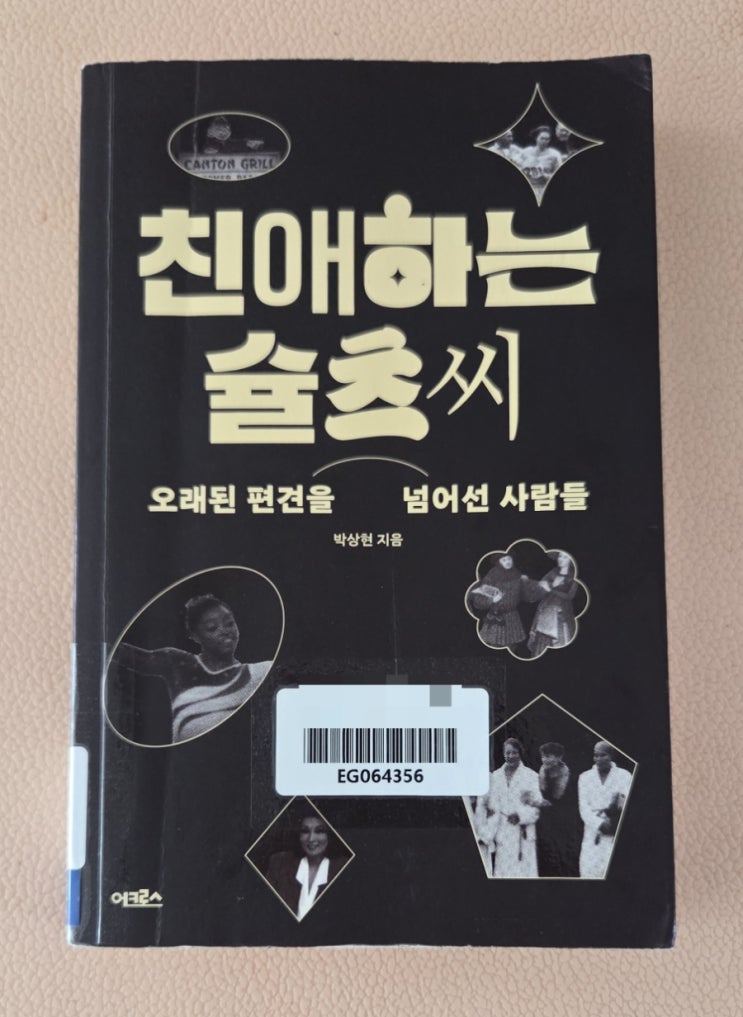 CANTON GRILL
친애하는
슐츠씨
오래된 편견을 넘어선 사람들
박상현 지음
EG064356
어크로스